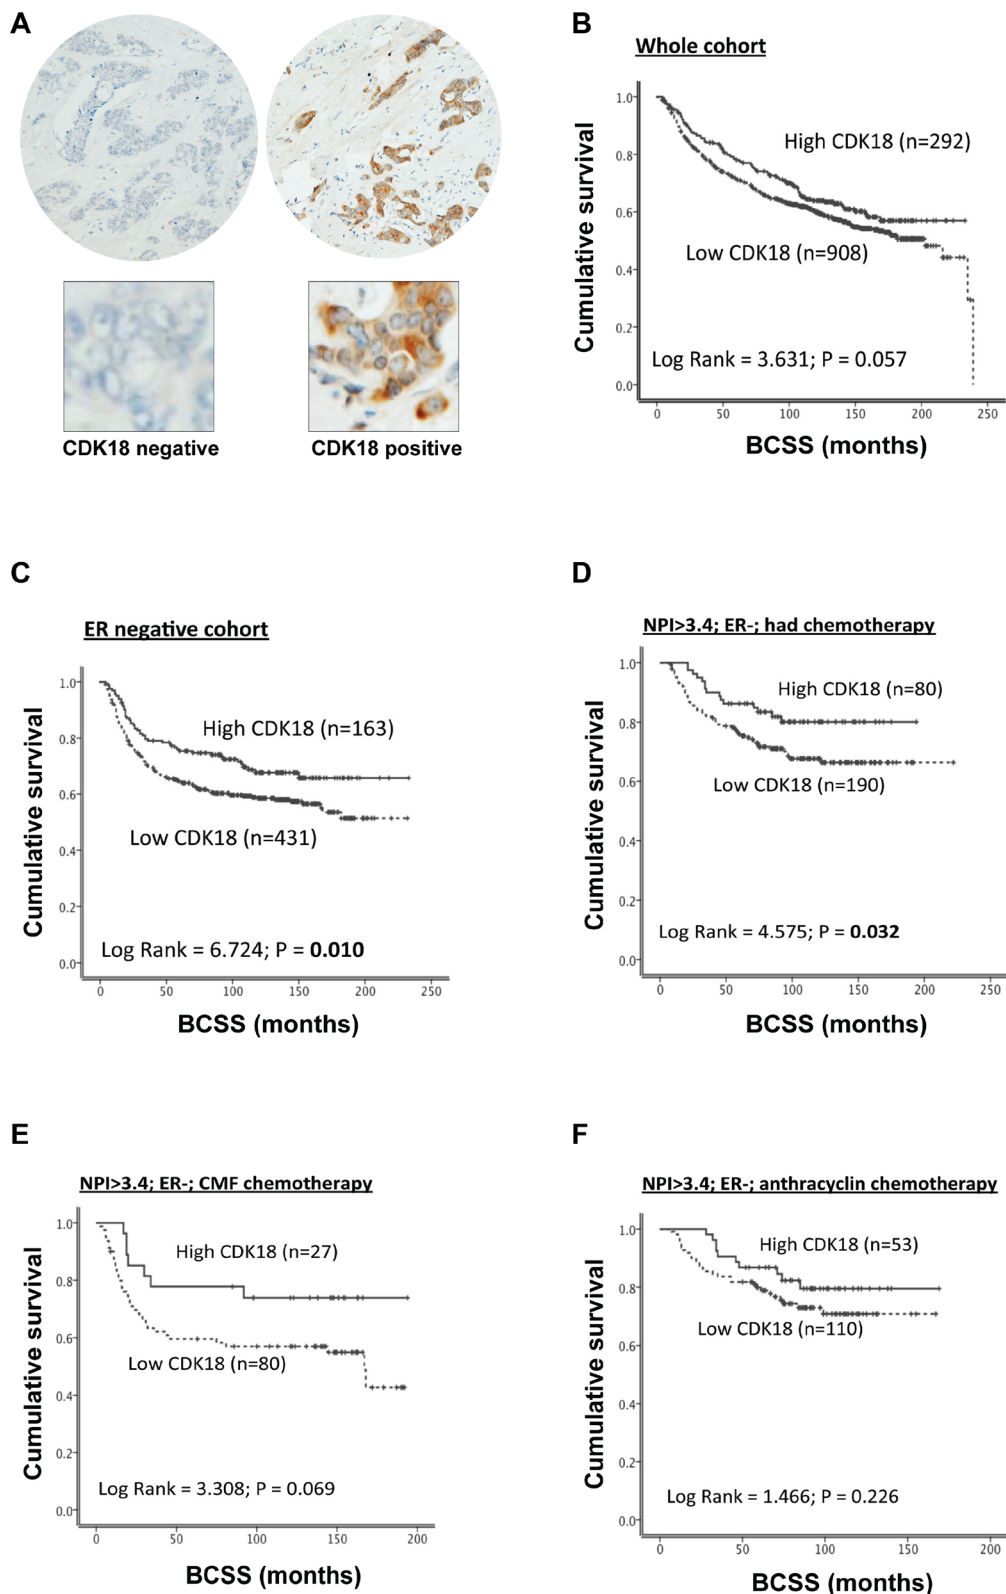 A
CDK18 negative
CDK18 positive
B
Whole cohort
Cumulative survival
1.0
0.8
0.6
0.4
0.2
0.0
High CDK18 (n=292)
Low CDK18 (n=908)
Log Rank = 3.631; P = 0.057
0 50 100 150 200 250
BCSS (months)
C
ER negative cohort
Cumulative survival
1.0
0.8
0.6
0.4
0.2
0.0
High CDK18 (n=163)
Low CDK18 (n=431)
Log Rank = 6.724; P = 0.010
0 50 100 150 200 250
BCSS (months)
D
NPI>3.4; ER-; had chemotherapy
Cumulative survival
1.0
0.8
0.6
0.4
0.2
0.0
High CDK18 (n=80)
Low CDK18 (n=190)
Log Rank = 4.575; P = 0.032
0 50 100 150 200 250
BCSS (months)
E
NPI>3.4; ER-; CMF chemotherapy
Cumulative survival
1.0
0.8
0.6
0.4
0.2
0.0
High CDK18 (n=27)
Low CDK18 (n=80)
Log Rank = 3.308; P = 0.069
0 50 100 150 200
BCSS (months)
F
NPI>3.4; ER-; anthracyclin chemotherapy
Cumulative survival
1.0
0.8
0.6
0.4
0.2
0.0
High CDK18 (n=53)
Low CDK18 (n=110)
Log Rank = 1.466; P = 0.226
0 50 100 150 200
BCSS (months)